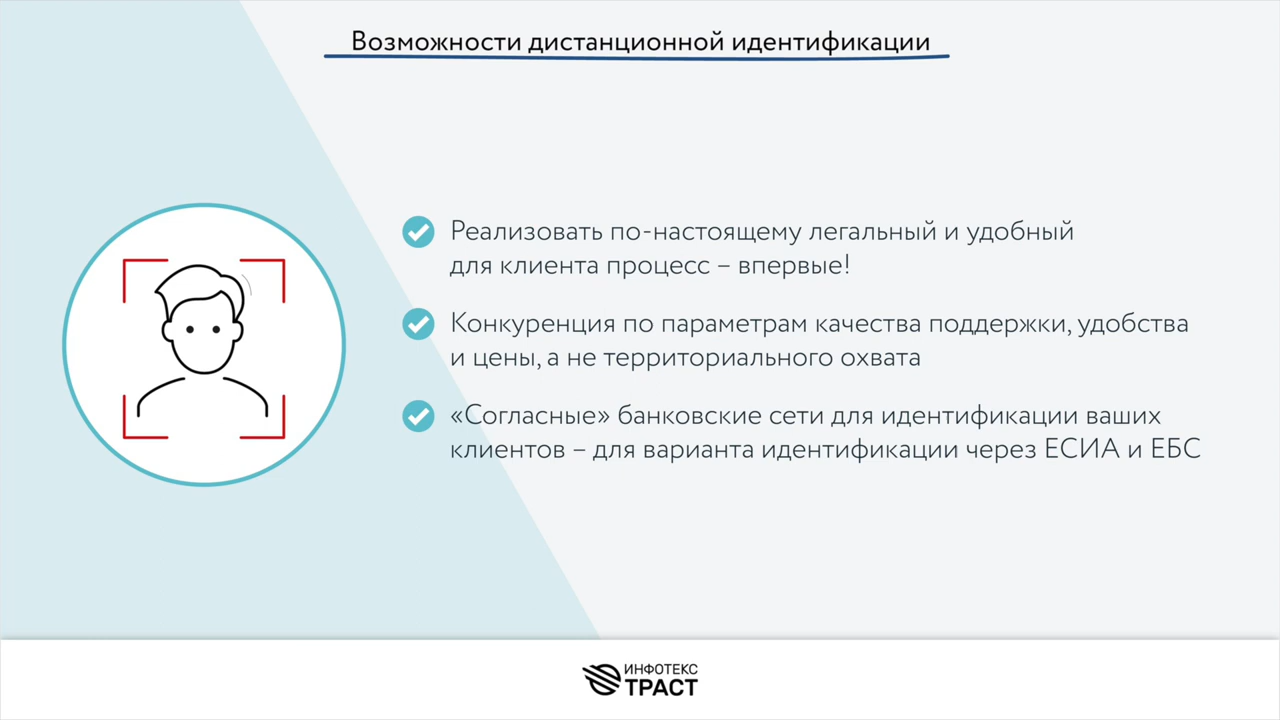 Возможности дистанционной идентификации
Реализовать по-настоящему легальный и удобный
для клиента процесс – впервые!
Конкуренция по параметрам качества поддержки, удобства
и цены, а не территориального охвата
«Согласные» банковские сети для идентификации ваших
клиентов – для варианта идентификации через ЕСИА и ЕБС
ИНФОТЕКС
ТРАСТ